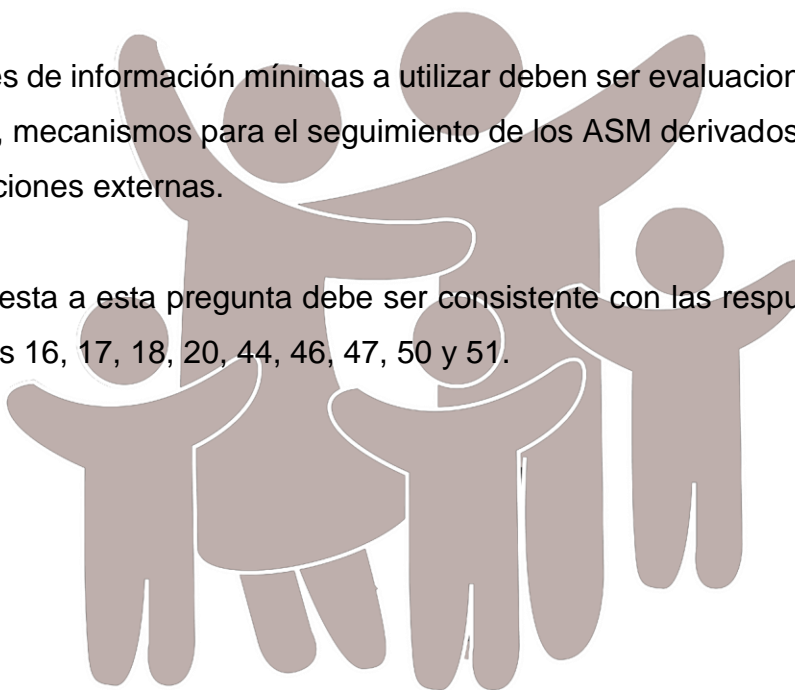 es de información mínimas a utilizar deben ser evaluacion
, mecanismos para el seguimiento de los ASM derivados
ciones externas.
esta a esta pregunta debe ser consistente con las respu
s 16, 17, 18, 20, 44, 46, 47, 50 y 51.